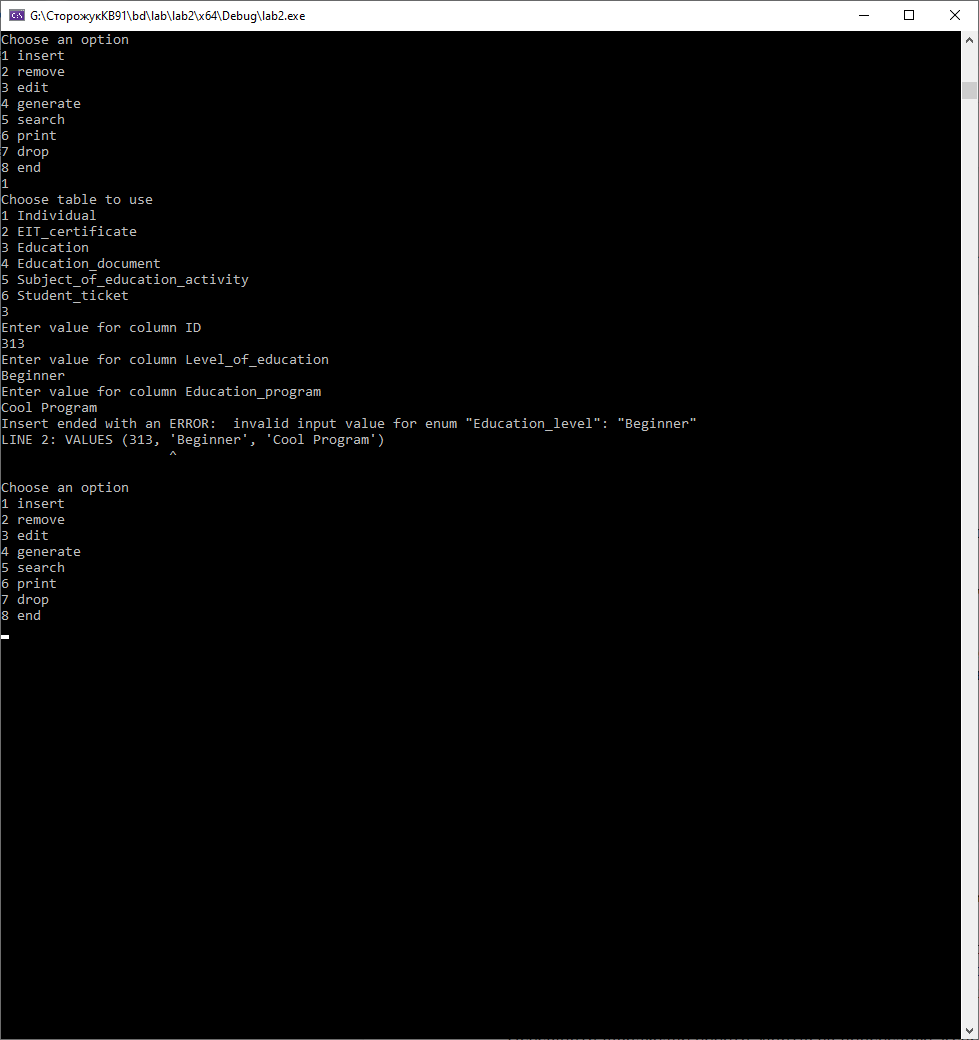 G:\СторожукКВ91\bd\lab\lab2\x64\Debug\lab2.exe
Choose an option
1 insert
2 remove
3 edit
4 generate
5 search
6 print
7 drop
8 end
1
Choose table to use
1 Individual
2 EIT_certificate
3 Education
4 Education_document
5 Subject_of_education_activity
6 Student_ticket
3
Enter value for column ID
313
Enter value for column Level_of_education
Beginner
Enter value for column Education_program
Cool Program
Insert ended with an ERROR:  invalid input value for enum "Education_level": "Beginner"
LINE 2: VALUES (313, 'Beginner', 'Cool Program')
                     ^
Choose an option
1 insert
2 remove
3 edit
4 generate
5 search
6 print
7 drop
8 end